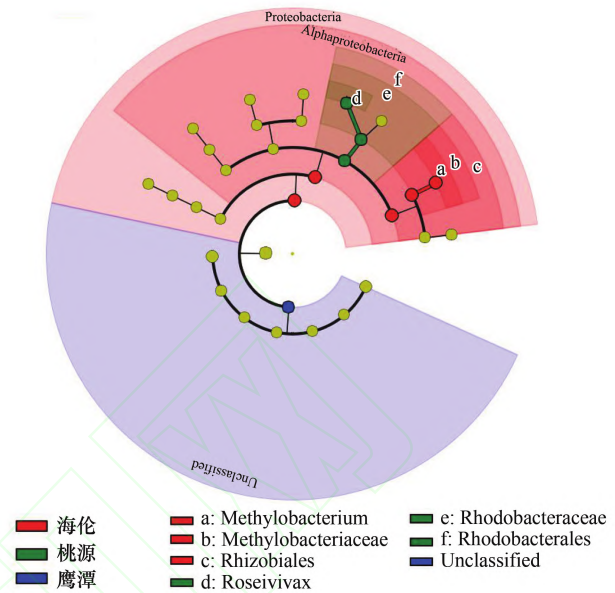 Proteobacteria
Alphaproteobacteria
f
e
d
b
c
a
Unclassified
海伦
桃源
鹰潭
a: Methylobacterium
b: Methylobacteriaceae
c: Rhizobiales
d: Roseivivax
e: Rhodobacteraceae
f: Rhodobacterales
Unclassified